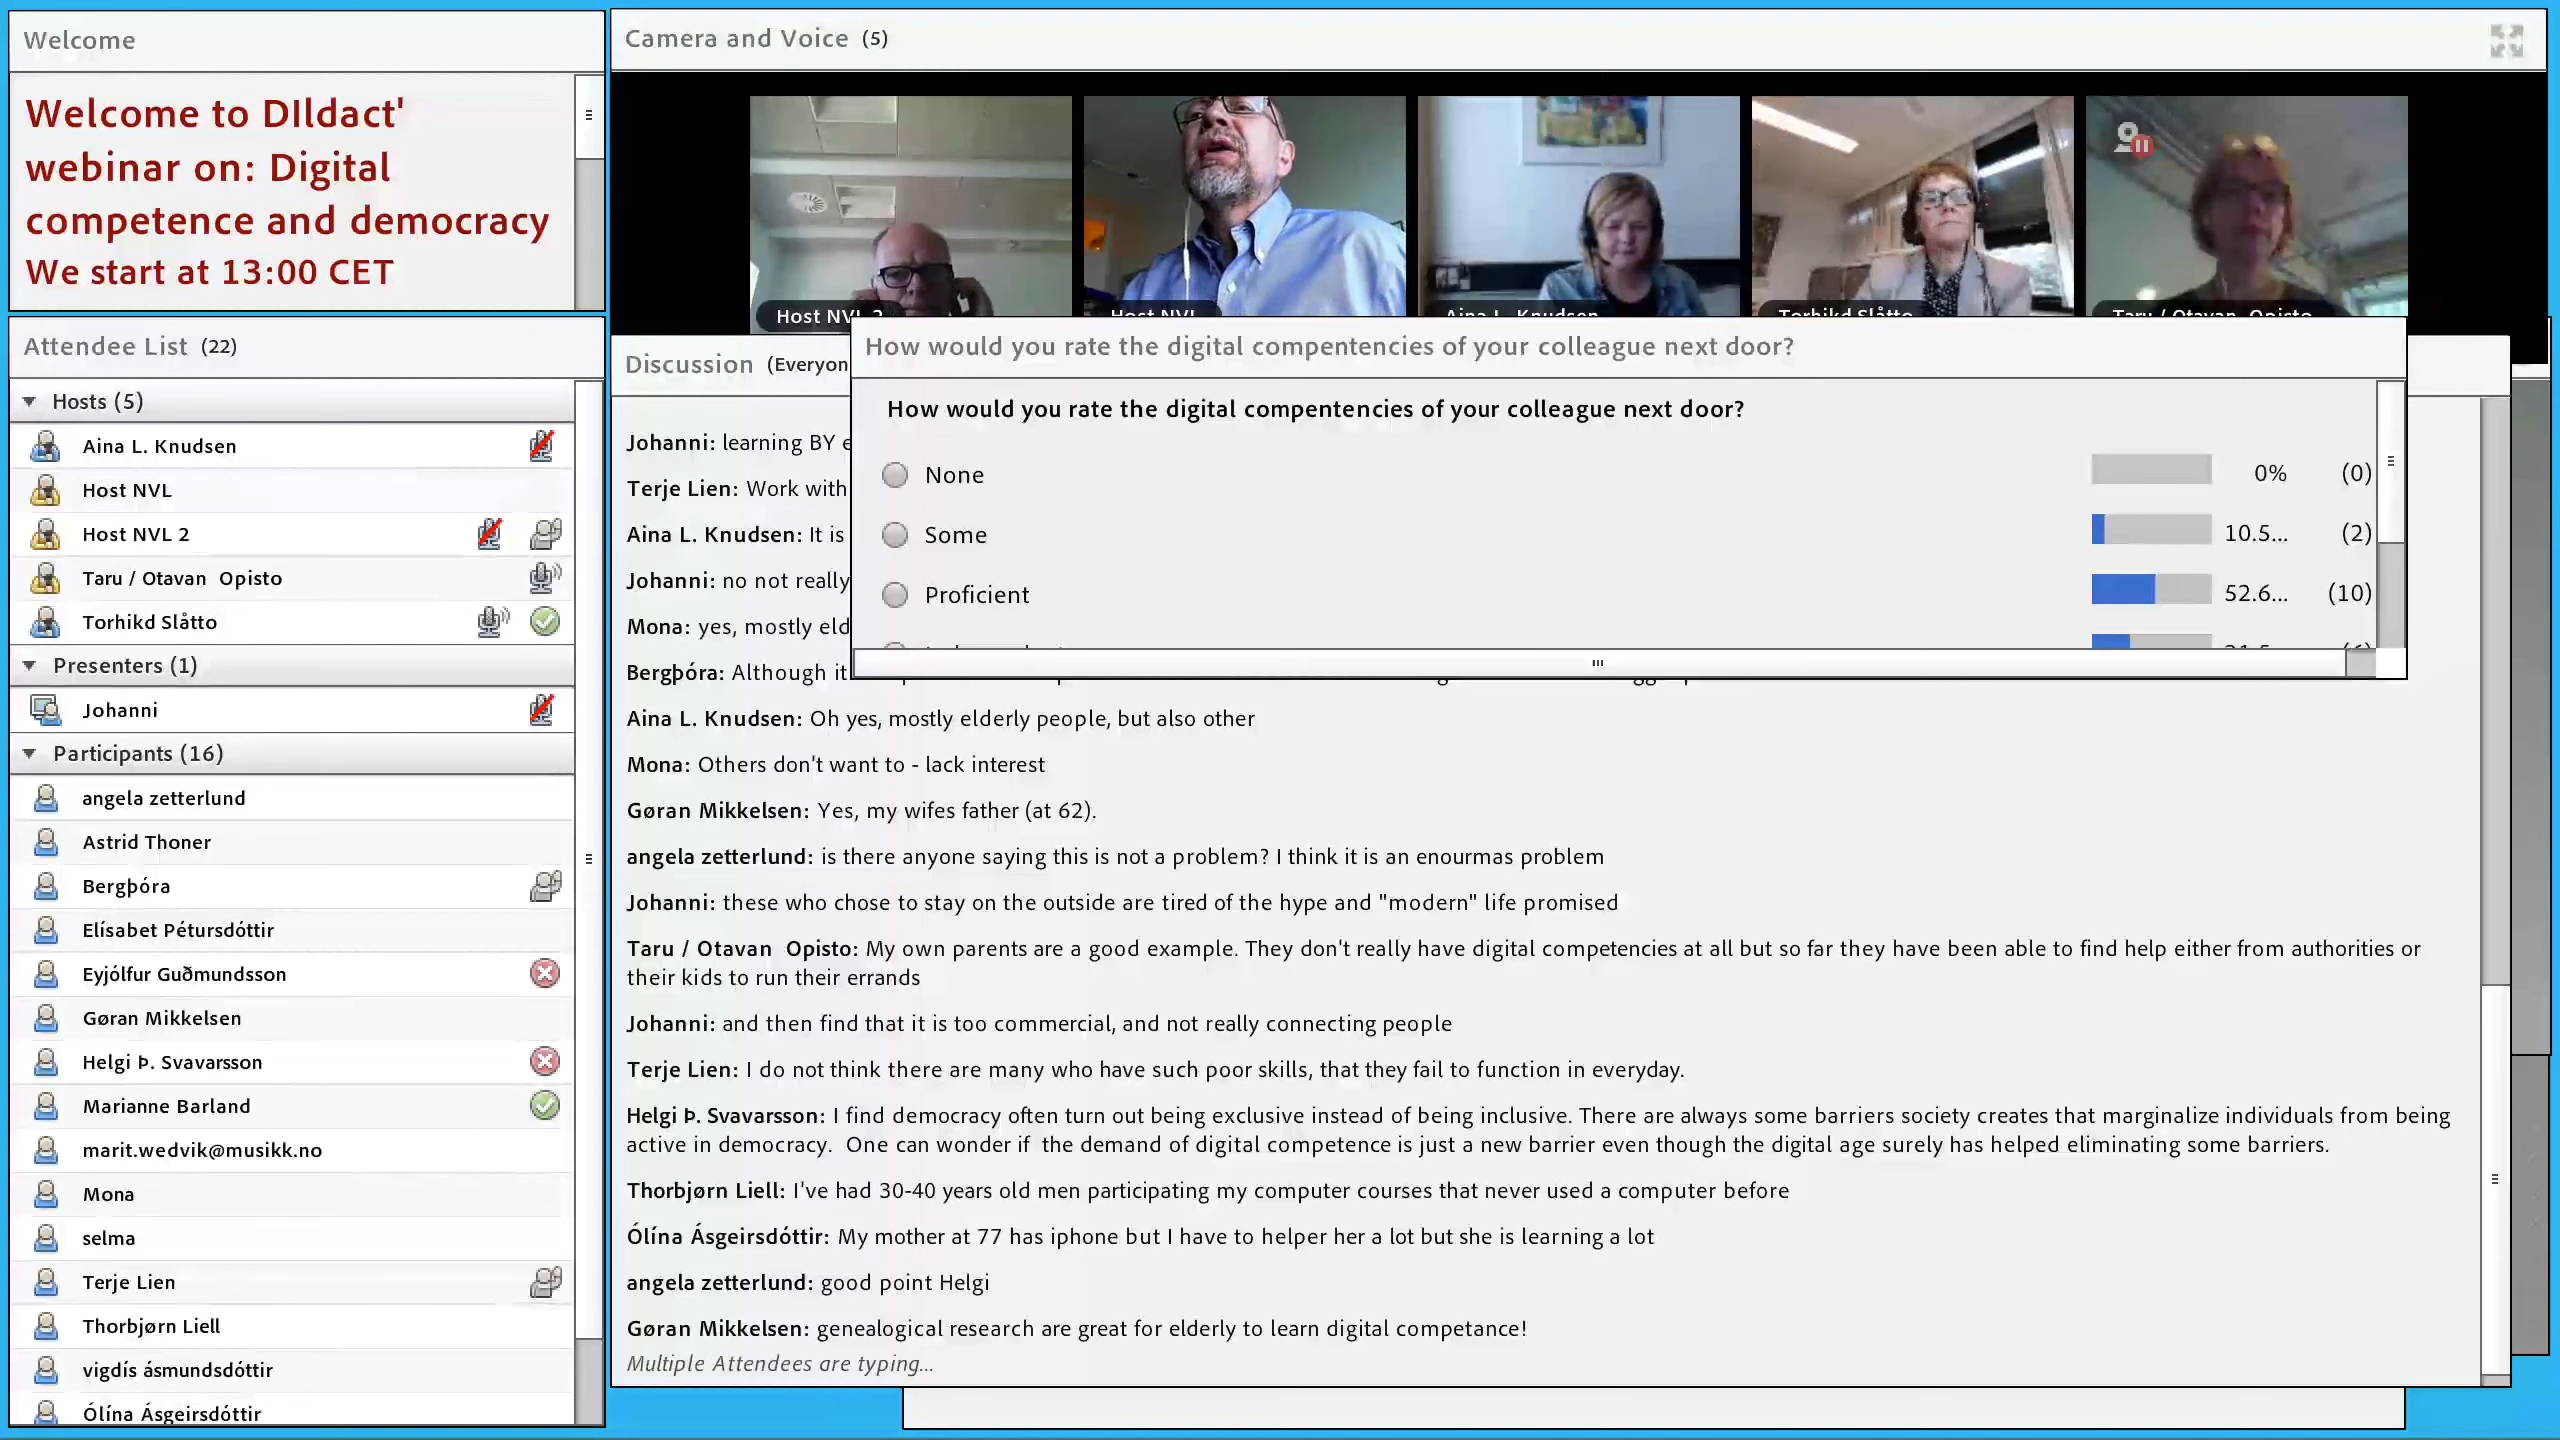 Welcome
Welcome to DIldact'
webinar on: Digital
competence and democracy
We start at 13:00 CET
Attendee List (22)
Hosts (5)
Aina L. Knudsen
Host NVL
Host NVL 2
Taru / Otavan Opisto
Torhikd Slåtto
Presenters (1)
Johanni
Participants (16)
angela zetterlund
Astrid Thoner
Bergþóra
Elísabet Pétursdóttir
Eyjólfur Guðmundsson
Gøran Mikkelsen
Helgi Þ. Svavarsson
Marianne Barland
marit.wedvik@musikk.no
Mona
selma
Terje Lien
Thorbjørn Liell
vigdís ásmundsdóttir
Ólína Ásgeirsdóttir
Camera and Voice (5)
Host NVL 2
Host NVL
Aina L. Knudsen
Torhikd Slåtto
Taru / Otavan Opisto
How would you rate the digital compentencies of your colleague next door?
How would you rate the digital compentencies of your colleague next door?
None 0% (0)
Some 10.5... (2)
Proficient 52.6... (10)
Discussion (Everyon
Johanni: learning BY
Terje Lien: Work with
Aina L. Knudsen: It is
Johanni: no not really
Mona: yes, mostly eld
Bergþóra: Although it
Aina L. Knudsen: Oh yes, mostly elderly people, but also other
Mona: Others don't want to - lack interest
Gøran Mikkelsen: Yes, my wifes father (at 62).
angela zetterlund: is there anyone saying this is not a problem? I think it is an enourmas problem
Johanni: these who chose to stay on the outside are tired of the hype and "modern" life promised
Taru / Otavan Opisto: My own parents are a good example. They don't really have digital competencies at all but so far they have been able to find help either from authorities or
their kids to run their errands
Johanni: and then find that it is too commercial, and not really connecting people
Terje Lien: I do not think there are many who have such poor skills, that they fail to function in everyday.
Helgi Þ. Svavarsson: I find democracy often turn out being exclusive instead of being inclusive. There are always some barriers society creates that marginalize individuals from being
active in democracy. One can wonder if the demand of digital competence is just a new barrier even though the digital age surely has helped eliminating some barriers.
Thorbjørn Liell: I've had 30-40 years old men participating my computer courses that never used a computer before
Ólína Ásgeirsdóttir: My mother at 77 has iphone but I have to helper her a lot but she is learning a lot
angela zetterlund: good point Helgi
Gøran Mikkelsen: genealogical research are great for elderly to learn digital competance!
Multiple Attendees are typing...